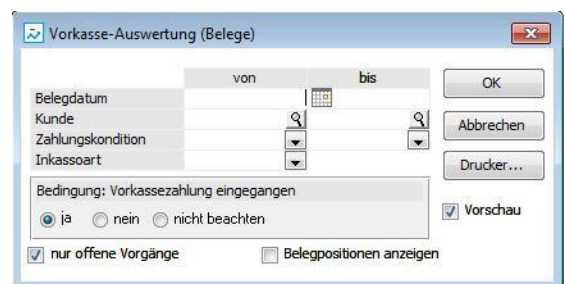 Vorkasse-Auswertung (Belege)
von bis
Belegdatum
Kunde
Zahlungskondition
Inkassoart
OK
Abbrechen
Drucker...
Bedingung: Vorkassezahlung eingegangen
ja nein nicht beachten
Vorschau
nur offene Vorgänge Belegpositionen anzeigen